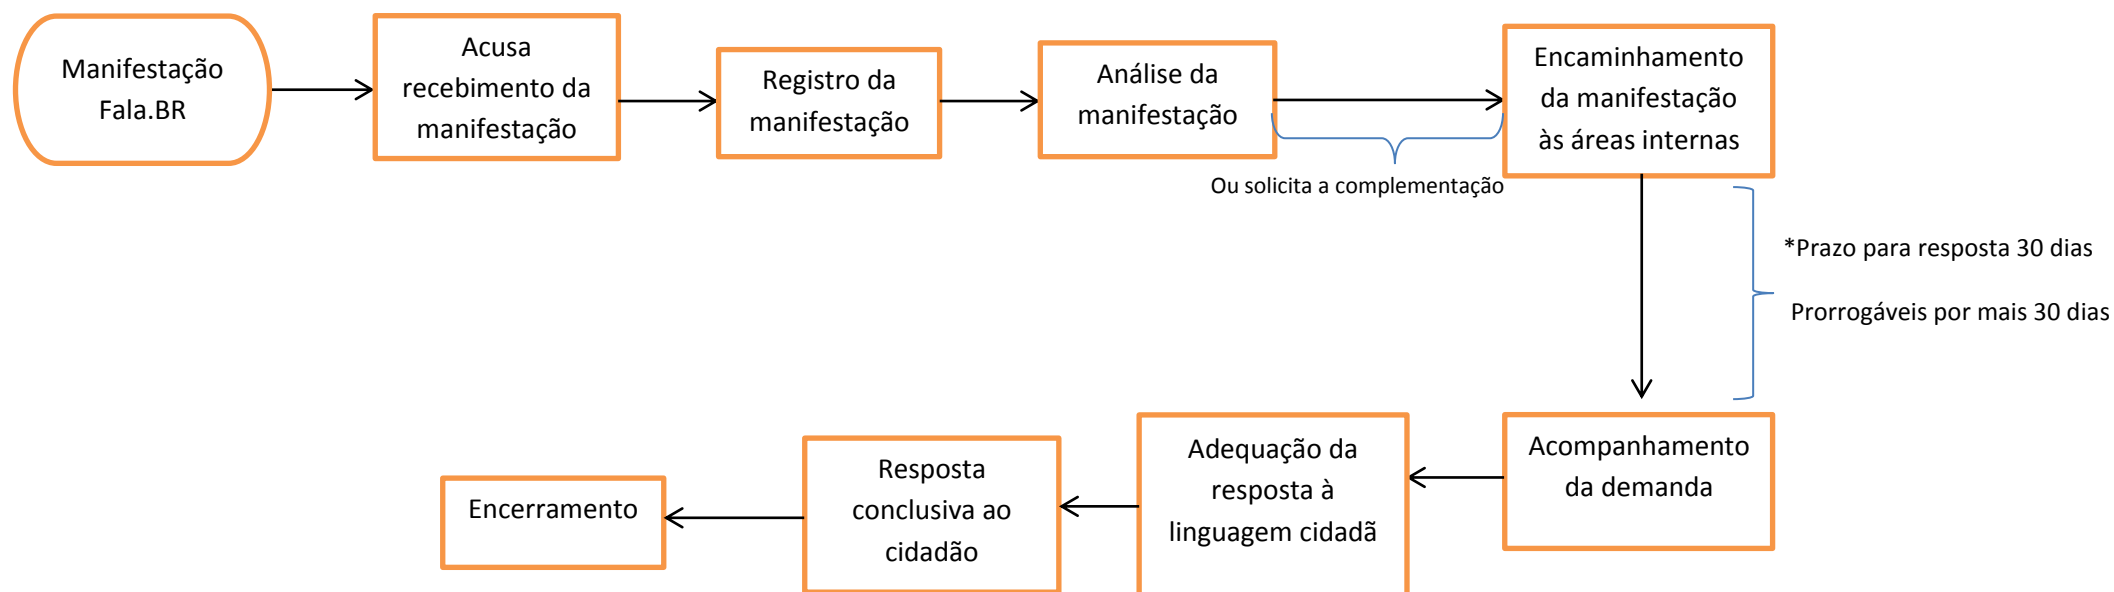 Manifestação
Fala.BR
Acusa
recebimento da
manifestação
Registro da
manifestação
Análise da
manifestação
Ou solicita a complementação
Encaminhamento
da manifestação
às áreas internas
*Prazo para resposta 30 dias
Prorrogáveis por mais 30 dias
Acompanhamento
da demanda
Adequação da
resposta à
linguagem cidadã
Resposta
conclusiva ao
cidadão
Encerramento